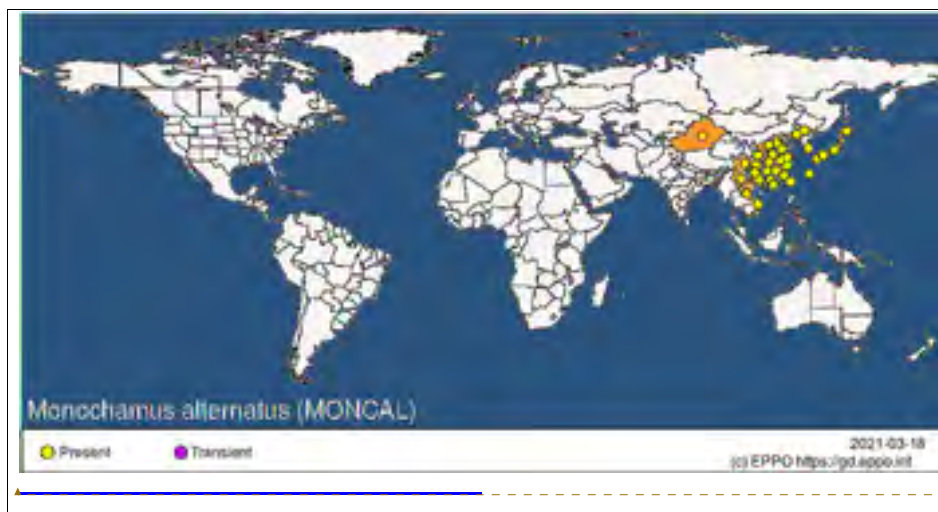 Monochamus alternatus (MONCAL)
Present
Transient
2021-03-18
(c) EPPO https://gd.eppo.int